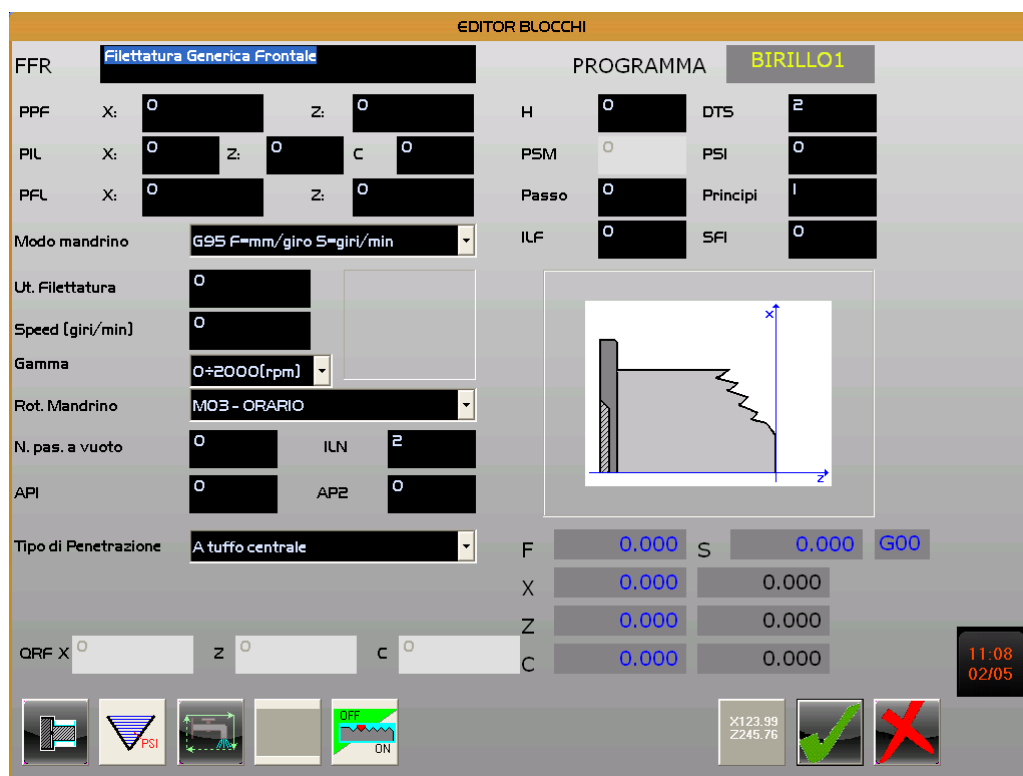 EDITOR BLOCCHI
FFR Filettatura Generica Frontale PROGRAMMA BIRILLO1
PPF X: 0 Z: 0 H 0 DTS 2
PIL X: 0 Z: 0 C 0 PSM 0 PSI 0
PFL X: 0 Z: 0 Passo 0 Principi 1
Modo mandrino G95 F=mm/giro S=giri/min ILF 0 SFI 0
Ut. Filettatura 0
Speed (giri/min) 0
Gamma 0÷2000(rpm)
Rot. Mandrino M03 - ORARIO
N. pas. a vuoto 0 ILN 2
AP1 0 AP2 0
x
z
Tipo di Penetrazione A tuffo centrale F 0.000 S 0.000 G00
X 0.000 0.000
Z 0.000 0.000
QRF X 0 Z 0 C 0 C 0.000 0.000
11:08
02/05
PSI
OFF
ON
X123.99
Z245.76